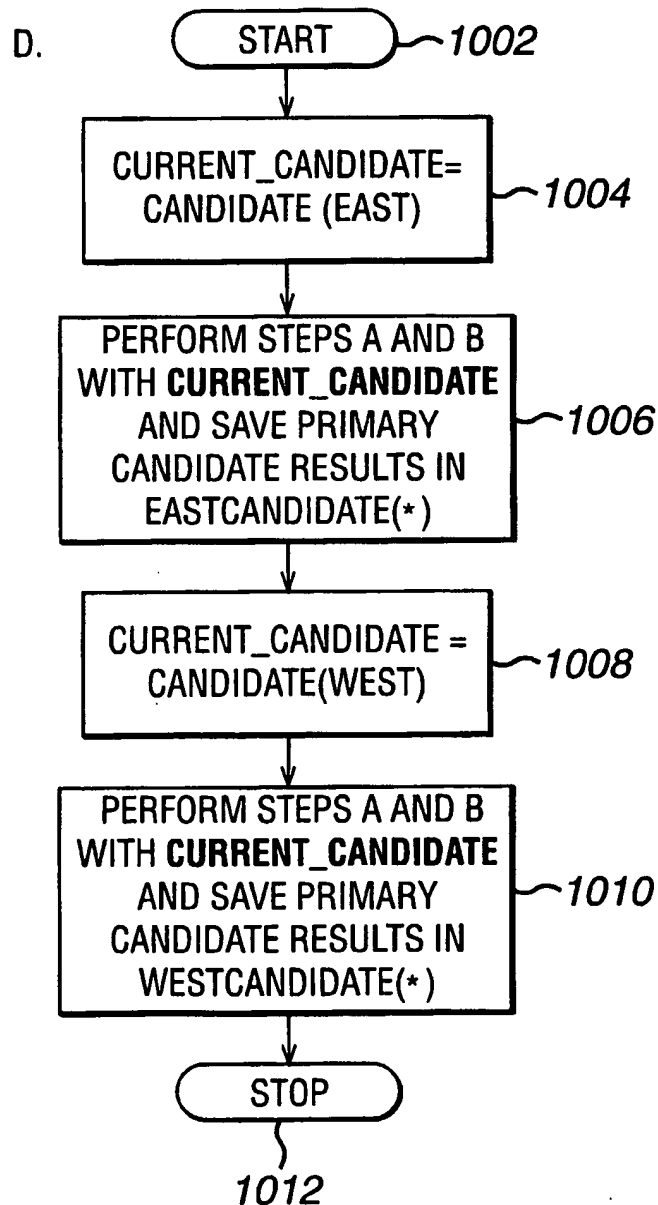 D.
START
1002
CURRENT_CANDIDATE=
CANDIDATE (EAST)
1004
PERFORM STEPS A AND B
WITH CURRENT_CANDIDATE
AND SAVE PRIMARY
CANDIDATE RESULTS IN
EASTCANDIDATE(*)
1006
CURRENT_CANDIDATE =
CANDIDATE(WEST)
1008
PERFORM STEPS A AND B
WITH CURRENT_CANDIDATE
AND SAVE PRIMARY
CANDIDATE RESULTS IN
WESTCANDIDATE(*)
1010
STOP
1012